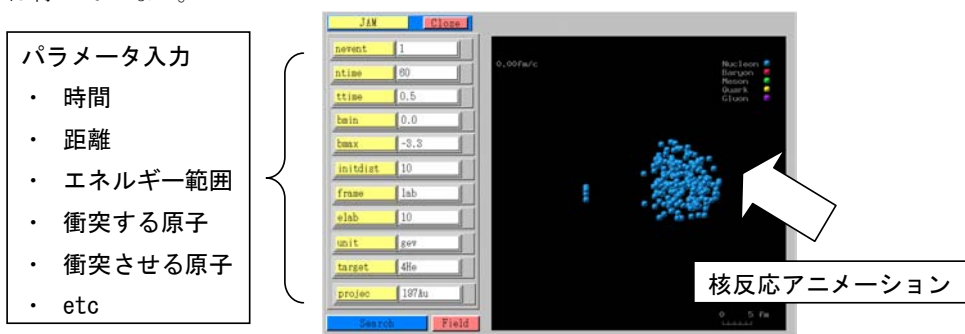 パラメータ入力
・ 時間
・ 距離
・ エネルギー範囲
・ 衝突する原子
・ 衝突させる原子
・ etc
JAM Close
nevent 1
ntime 60
ttime 0.5
bmin 0.0
bmax -3.3
initdist 10
frame lab
elab 10
unit gev
target 4He
projec 197Au
Search Field
0.00fm/c
Nucleon
Baryon
Meson
Quark
Gluon
0 5 fm
核反応アニメーション